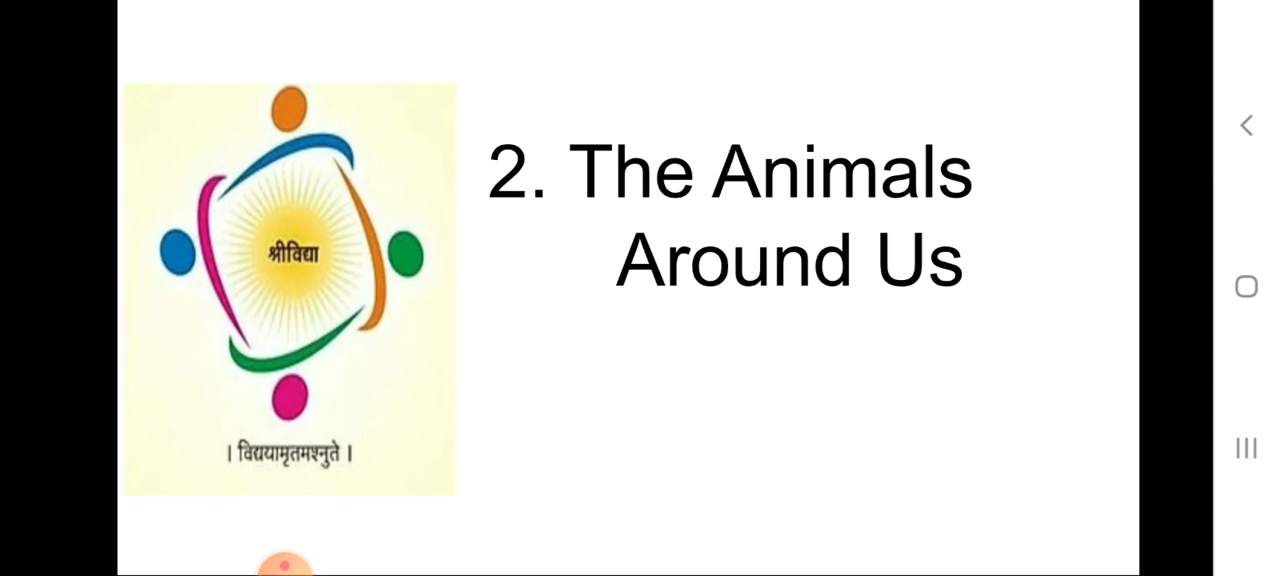 2. The Animals
Around Us
श्रीविद्या
। विद्ययामृतमश्नुते ।